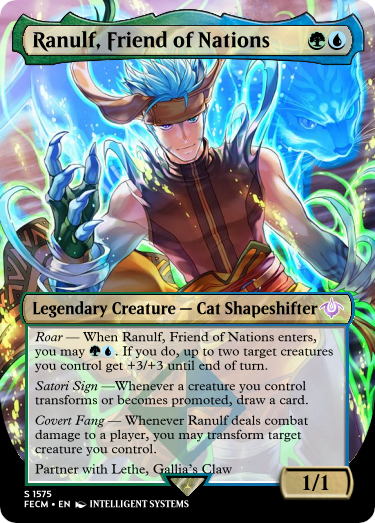 Ranulf, Friend of Nations
Legendary Creature — Cat Shapeshifter
Roar — When Ranulf, Friend of Nations enters,
you may . If you do, up to two target creatures
you control get +3/+3 until end of turn.
Satori Sign —Whenever a creature you control
transforms or becomes promoted, draw a card.
Covert Fang — Whenever Ranulf deals combat
damage to a player, you may transform target
creature you control.
Partner with Lethe, Gallia's Claw
1/1
S 1575
FECM • EN INTELLIGENT SYSTEMS